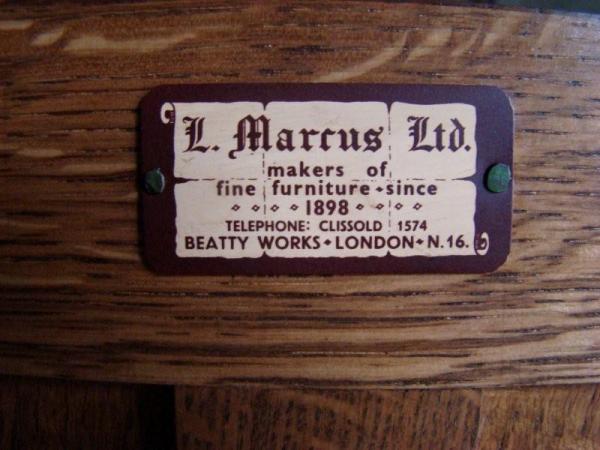 L. Marcus Ltd.
makers of
fine furniture • since
1898
TELEPHONE: CLISSOLD 1574
BEATTY WORKS • LONDON • N.16.